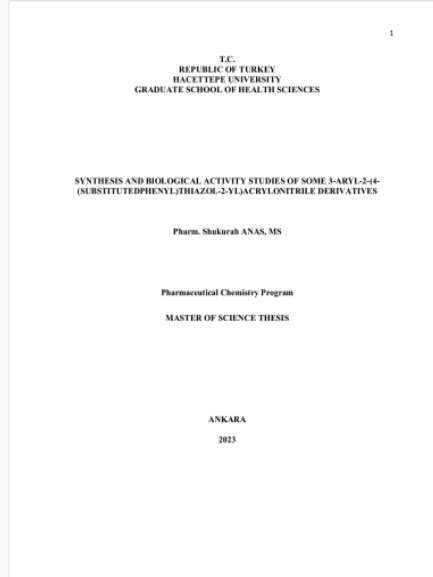 1
T.C.
REPUBLIC OF TURKEY
HACETTEPE UNIVERSITY
GRADUATE SCHOOL OF HEALTH SCIENCES
SYNTHESIS AND BIOLOGICAL ACTIVITY STUDIES OF SOME 3-ARYL-2-(4-
(SUBSTITUTEDPHENYL)THIAZOL-2-YL)ACRYLONITRILE DERIVATIVES
Pharm. Shukurah ANAS, MS
Pharmaceutical Chemistry Program
MASTER OF SCIENCE THESIS
ANKARA
2023